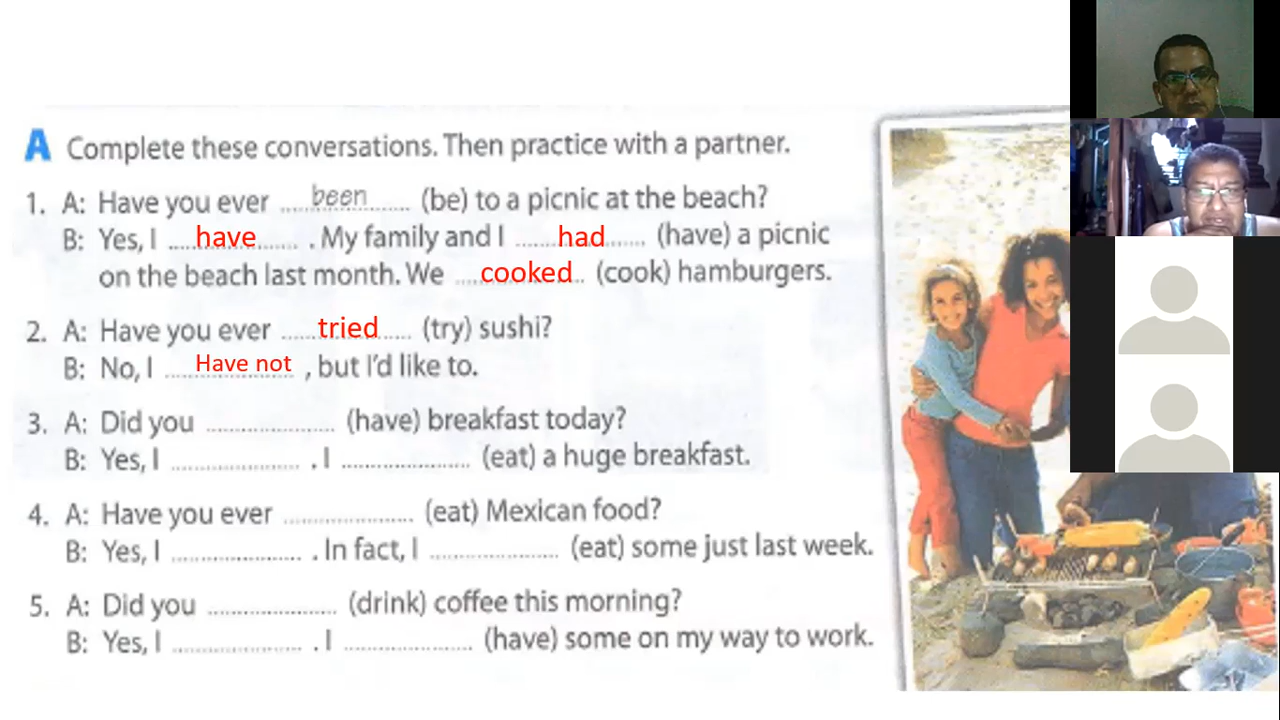 A Complete these conversations. Then practice with a partner.
1. A: Have you ever been (be) to a picnic at the beach?
B: Yes, I have. My family and I had (have) a picnic
on the beach last month. We cooked (cook) hamburgers.
2. A: Have you ever tried (try) sushi?
B: No, I Have not, but I'd like to.
3. A: Did you .................... (have) breakfast today?
B: Yes, I .................... . I .................... (eat) a huge breakfast.
4. A: Have you ever .................... (eat) Mexican food?
B: Yes, I .................... . In fact, I .................... (eat) some just last week.
5. A: Did you .................... (drink) coffee this morning?
B: Yes, I .................... . I .................... (have) some on my way to work.